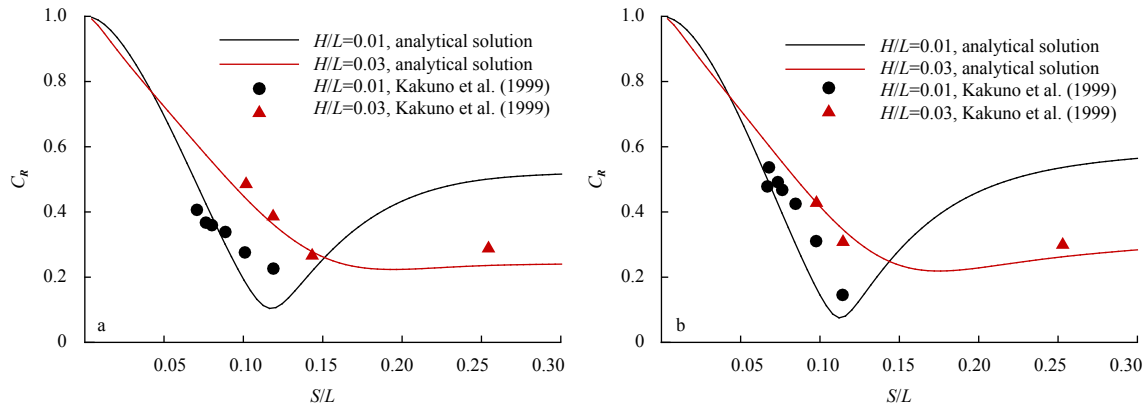 1.0
H/L=0.01, analytical solution
H/L=0.03, analytical solution
H/L=0.01, Kakuno et al. (1999)
H/L=0.03, Kakuno et al. (1999)
0.8
0.6
C_R
0.4
0.2
a
0
0.05 0.10 0.15 0.20 0.25 0.30
S/L
1.0
H/L=0.01, analytical solution
H/L=0.03, analytical solution
H/L=0.01, Kakuno et al. (1999)
H/L=0.03, Kakuno et al. (1999)
0.8
0.6
C_R
0.4
0.2
b
0
0.05 0.10 0.15 0.20 0.25 0.30
S/L